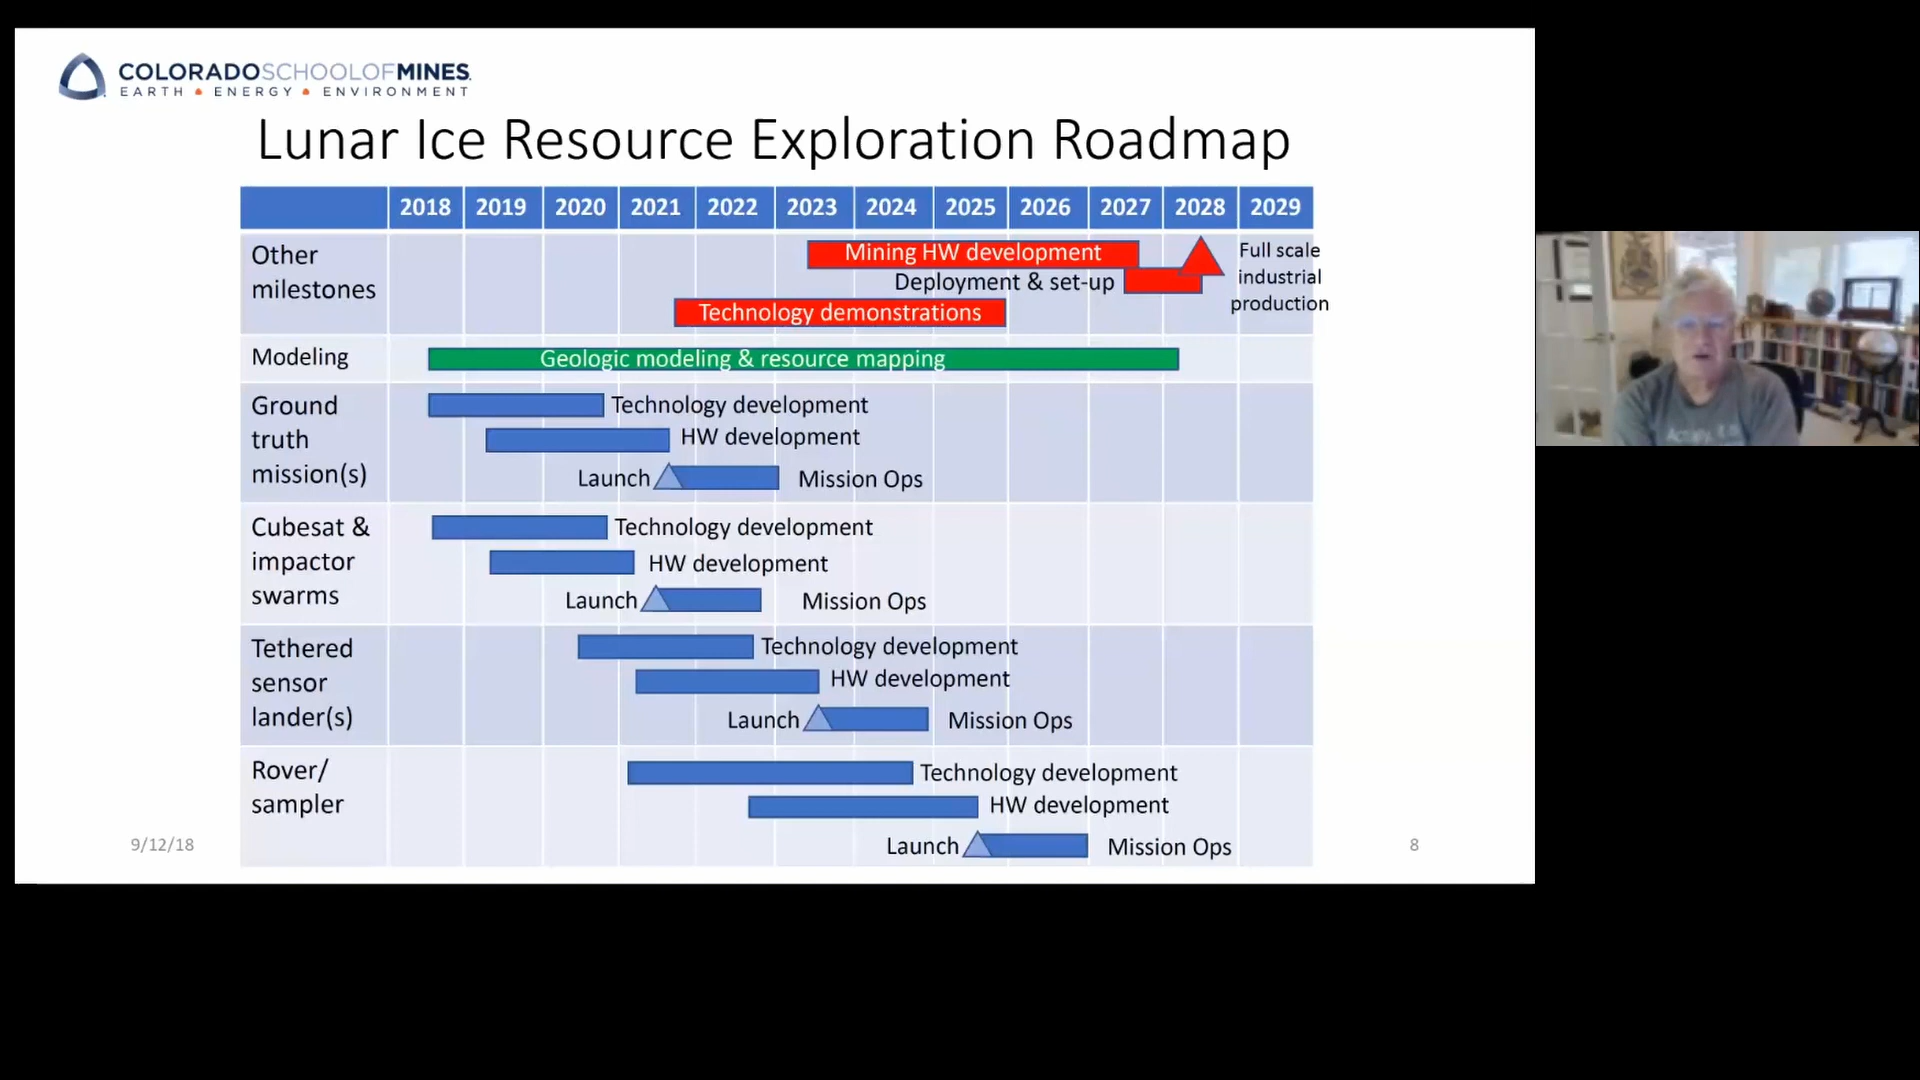 COLORADOSCHOOLOFMINES
EARTH • ENERGY • ENVIRONMENT
Lunar Ice Resource Exploration Roadmap
2018 2019 2020 2021 2022 2023 2024 2025 2026 2027 2028 2029
Other
milestones
Mining HW development
Deployment & set-up
Technology demonstrations
Full scale
industrial
production
Modeling
Geologic modeling & resource mapping
Ground
truth
mission(s)
Technology development
HW development
Launch Mission Ops
Cubesat &
impactor
swarms
Technology development
HW development
Launch Mission Ops
Tethered
sensor
lander(s)
Technology development
HW development
Launch Mission Ops
Rover/
sampler
Technology development
HW development
Launch Mission Ops
9/12/18
8